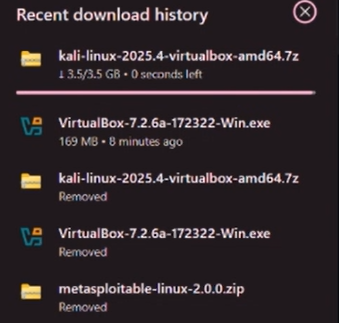 Recent download history
kali-linux-2025.4-virtualbox-amd64.7z
↓ 3.5/3.5 GB • 0 seconds left
VirtualBox-7.2.6a-172322-Win.exe
169 MB • 8 minutes ago
kali-linux-2025.4-virtualbox-amd64.7z
Removed
VirtualBox-7.2.6a-172322-Win.exe
Removed
metasploitable-linux-2.0.0.zip
Removed